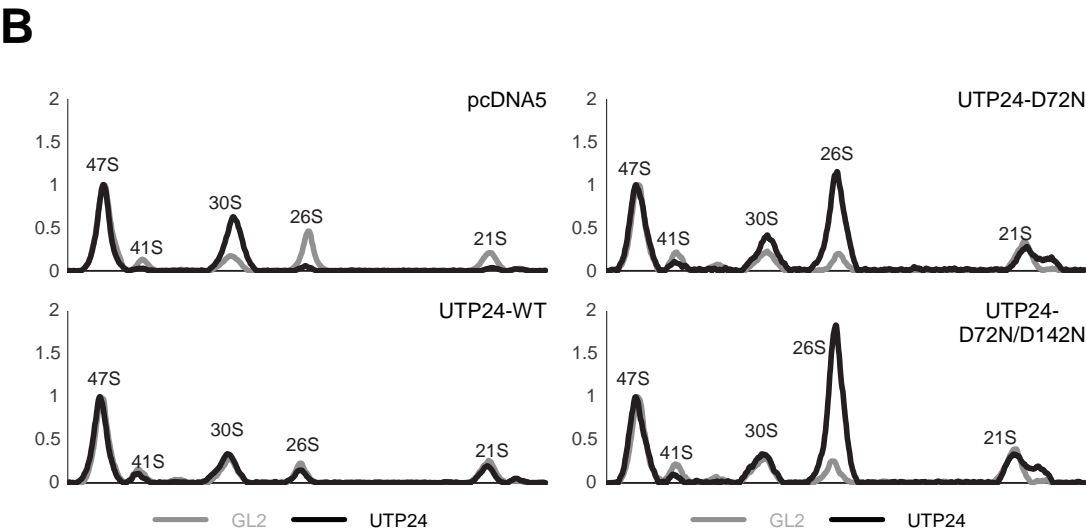 B
pcDNA5
2
1.5
1
0.5
0
47S
41S
30S
26S
21S
UTP24-D72N
2
1.5
1
0.5
0
47S
41S
30S
26S
21S
UTP24-WT
2
1.5
1
0.5
0
47S
41S
30S
26S
21S
UTP24-
D72N/D142N
2
1.5
1
0.5
0
47S
41S
30S
26S
21S
GL2 UTP24
GL2 UTP24